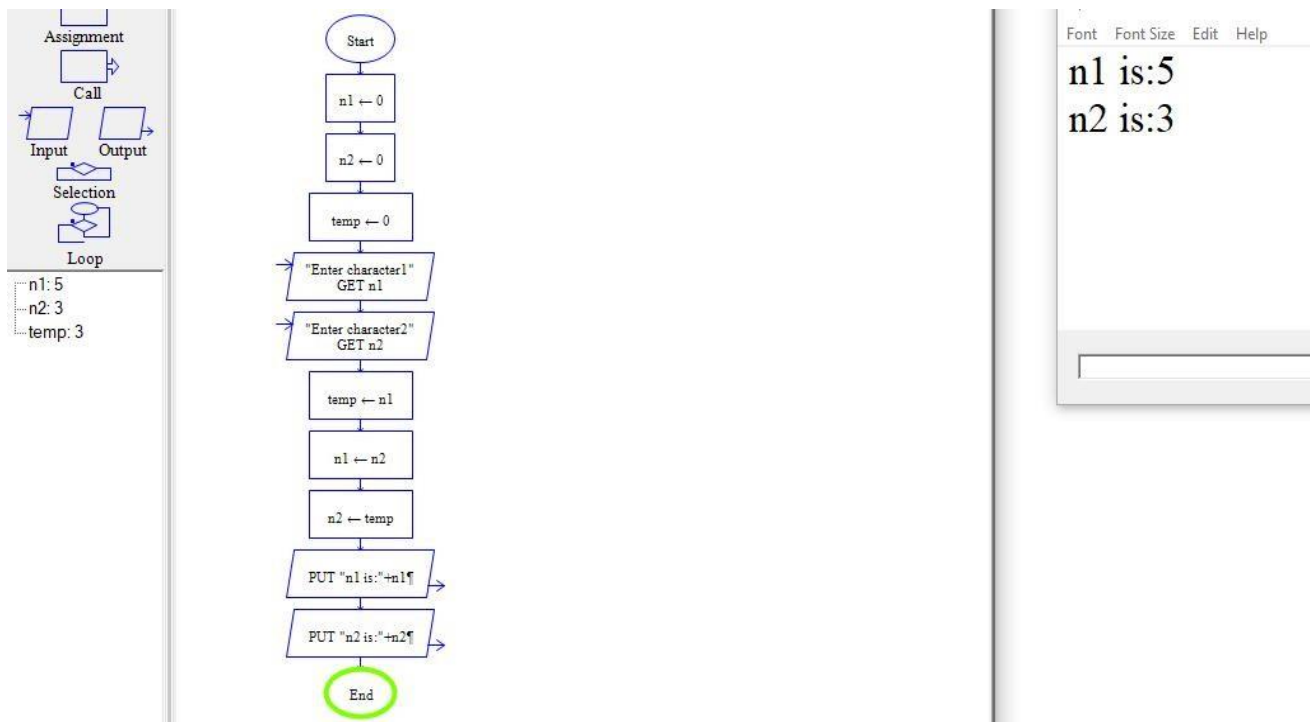 Assignment
Call
Input Output
Selection
Loop
n1: 5
n2: 3
temp: 3
Start
n1 ← 0
n2 ← 0
temp ← 0
"Enter character1"
GET n1
"Enter character2"
GET n2
temp ← n1
n1 ← n2
n2 ← temp
PUT "n1 is:"+n1¶
PUT "n2 is:"+n2¶
End
Font Font Size Edit Help
n1 is:5
n2 is:3